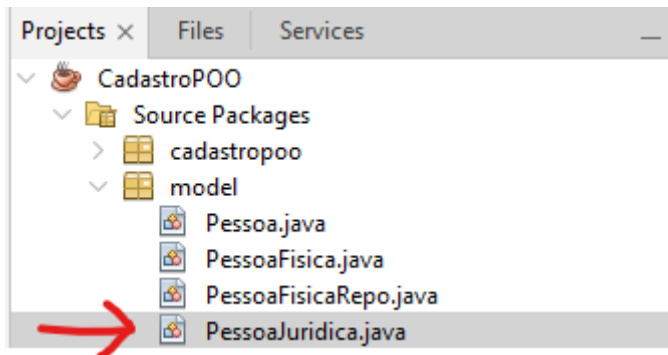 Projects Files Services
CadastroPOO
Source Packages
cadastropoo
model
Pessoa.java
PessoaFisica.java
PessoaFisicaRepo.java
PessoaJuridica.java